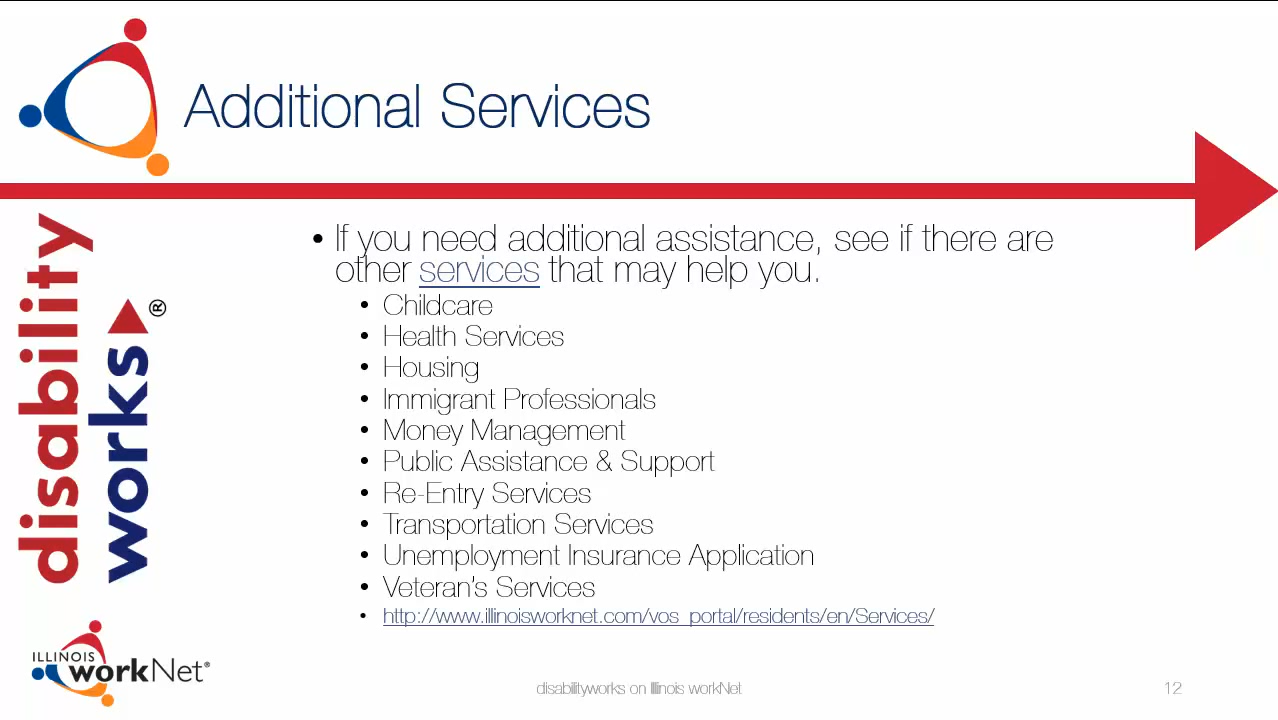 Additional Services
disability
works®
• If you need additional assistance, see if there are
other services that may help you.
• Childcare
• Health Services
• Housing
• Immigrant Professionals
• Money Management
• Public Assistance & Support
• Re-Entry Services
• Transportation Services
• Unemployment Insurance Application
• Veteran's Services
• http://www.illinoisworknet.com/vos_portal/residents/en/Services/
ILLINOIS
workNet®
disabilityworks on Illinois workNet
12